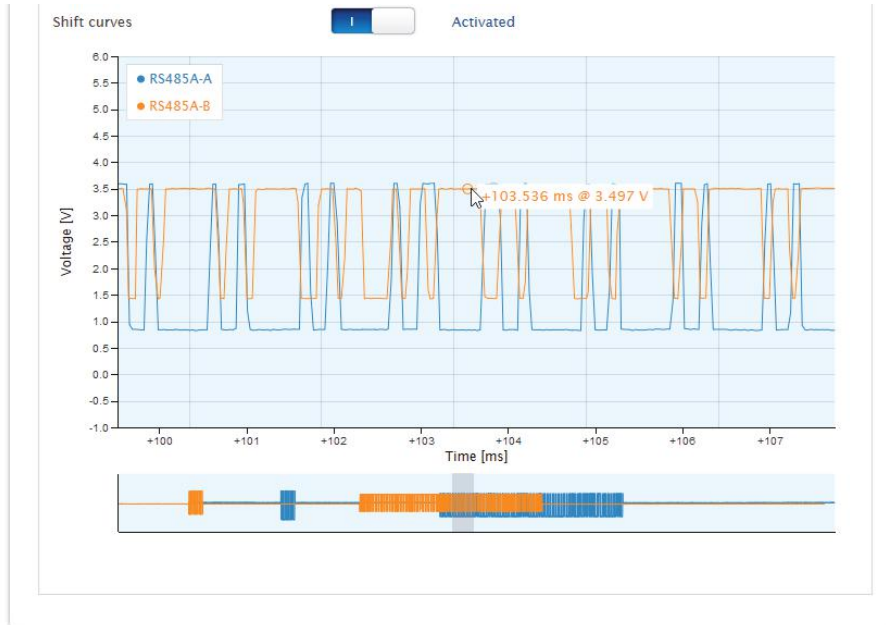 Shift curves I Activated
6.0
5.5
5.0
4.5
4.0
3.5
3.0
2.5
2.0
1.5
1.0
0.5
0.0
-0.5
-1.0
Voltage [V]
RS485A-A
RS485A-B
+103.536 ms @ 3.497 V
+100 +101 +102 +103 +104 +105 +106 +107
Time [ms]